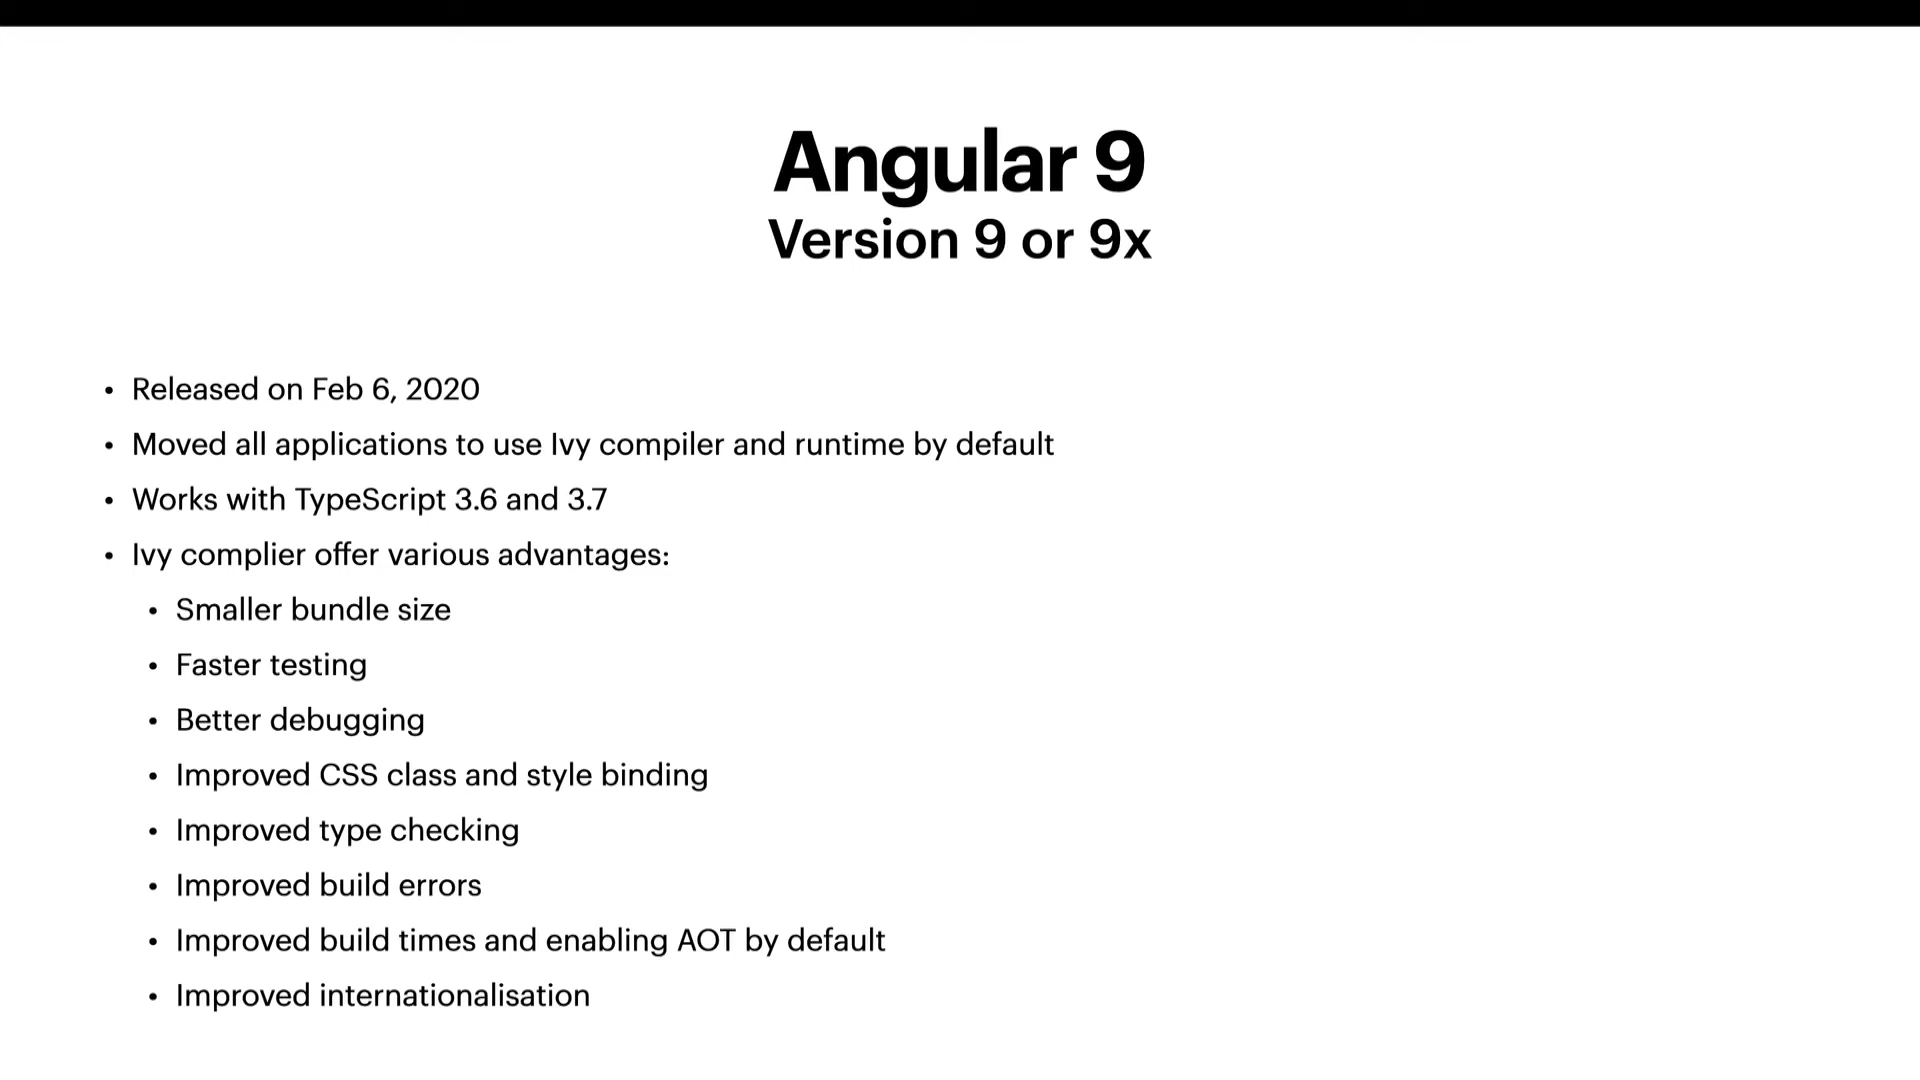 Angular 9
Version 9 or 9x
• Released on Feb 6, 2020
• Moved all applications to use Ivy compiler and runtime by default
• Works with TypeScript 3.6 and 3.7
• Ivy complier offer various advantages:
• Smaller bundle size
• Faster testing
• Better debugging
• Improved CSS class and style binding
• Improved type checking
• Improved build errors
• Improved build times and enabling AOT by default
• Improved internationalisation